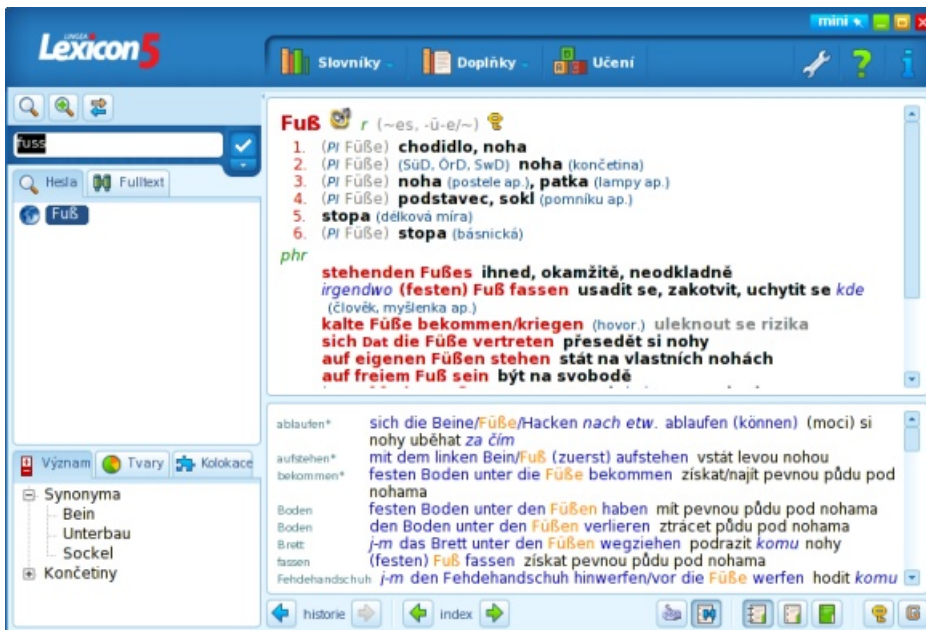 mini
LINGEA
Lexicon5
Slovníky
Doplňky
Učení
fuss
Hesla
Fulltext
Fuß
Fuß r (~es, -ü-e/~)
1. (Pl Füße) chodidlo, noha
2. (Pl Füße) (SüD, ÖrD, SwD) noha (končetina)
3. (Pl Füße) noha (postele ap.), patka (lampy ap.)
4. (Pl Füße) podstavec, sokl (pomníku ap.)
5. stopa (délková míra)
6. (Pl Füße) stopa (básnická)
phr
stehenden Fußes ihned, okamžitě, neodkladně
irgendwo (festen) Fuß fassen usadit se, zakotvit, uchytit se kde
(člověk, myšlenka ap.)
kalte Füße bekommen/kriegen (hovor.) uleknout se rizika
sich Dat die Füße vertreten přesedět si nohy
auf eigenen Füßen stehen stát na vlastních nohách
auf freiem Fuß sein být na svobodě
Význam
Tvary
Kolokace
Synonyma
Bein
Unterbau
Sockel
Končetiny
ablaufen* sich die Beine/Füße/Hacken nach etw. ablaufen (können) (moci) si
nohy uběhat za čím
aufstehen* mit dem linken Bein/Fuß (zuerst) aufstehen vstát levou nohou
bekommen* festen Boden unter die Füße bekommen získat/najít pevnou půdu pod
nohama
Boden festen Boden unter den Füßen haben mít pevnou půdu pod nohama
Boden den Boden unter den Füßen verlieren ztrácet půdu pod nohama
Brett j-m das Brett unter den Füßen wegziehen podrazit komu nohy
fassen (festen) Fuß fassen získat pevnou půdu pod nohama
Fehdehandschuh j-m den Fehdehandschuh hinwerfen/vor die Füße werfen hodit komu
historie
index